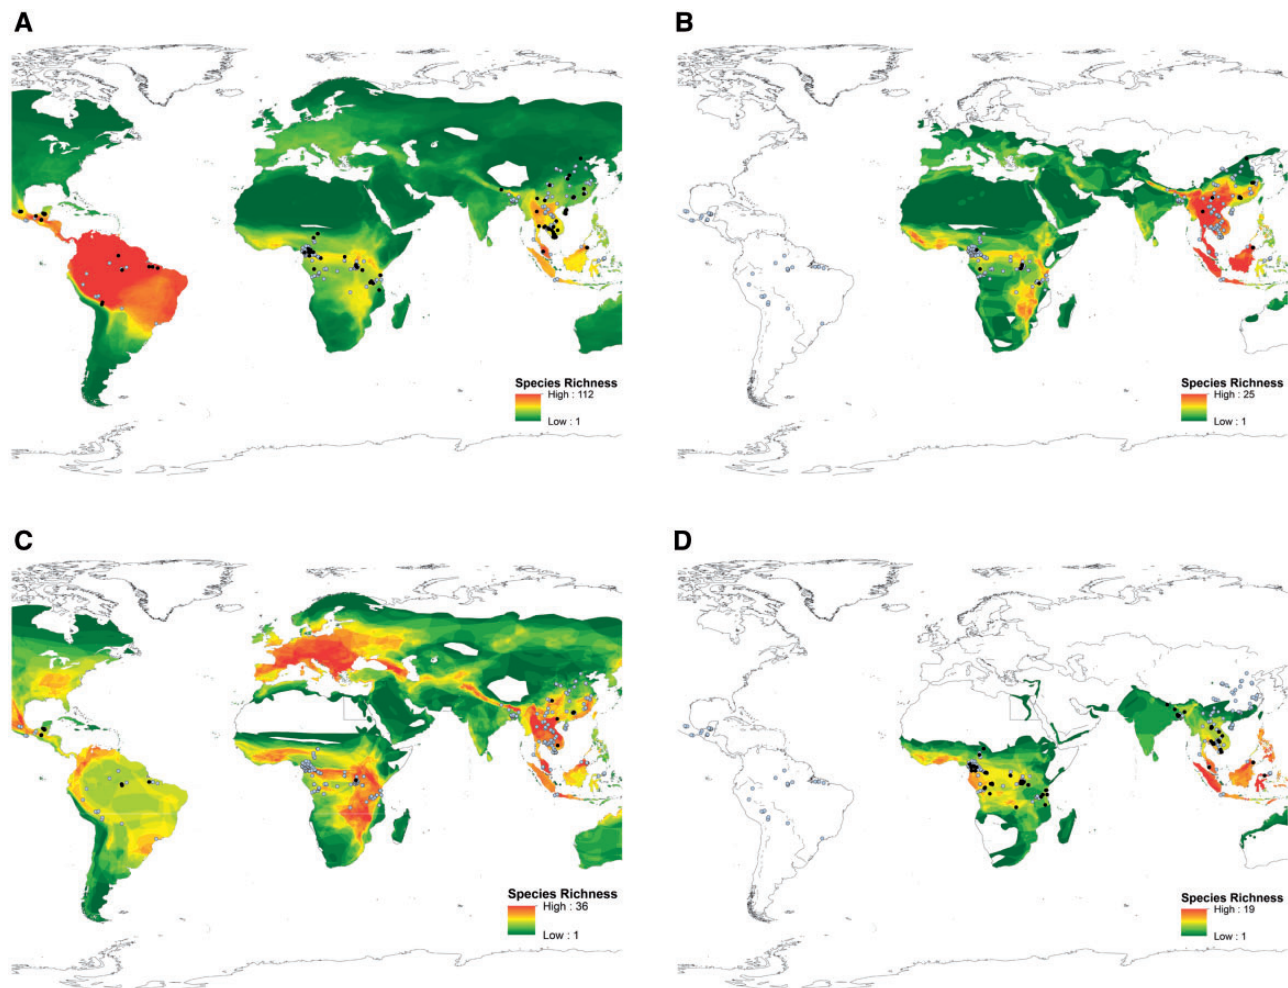 A
B
Species Richness
High : 112
Low : 1
Species Richness
High : 25
Low : 1
C
D
Species Richness
High : 36
Low : 1
Species Richness
High : 19
Low : 1